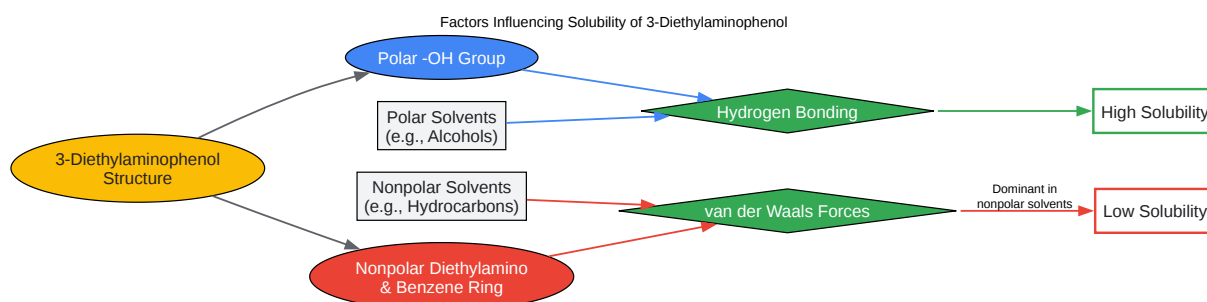 Factors Influencing Solubility of 3-Diethylaminophenol
Polar -OH Group
Polar Solvents
(e.g., Alcohols)
Hydrogen Bonding
High Solubility
3-Diethylaminophenol
Structure
Nonpolar Solvents
(e.g., Hydrocarbons)
van der Waals Forces
Dominant in
nonpolar solvents
Low Solubility
Nonpolar Diethylamino
& Benzene Ring